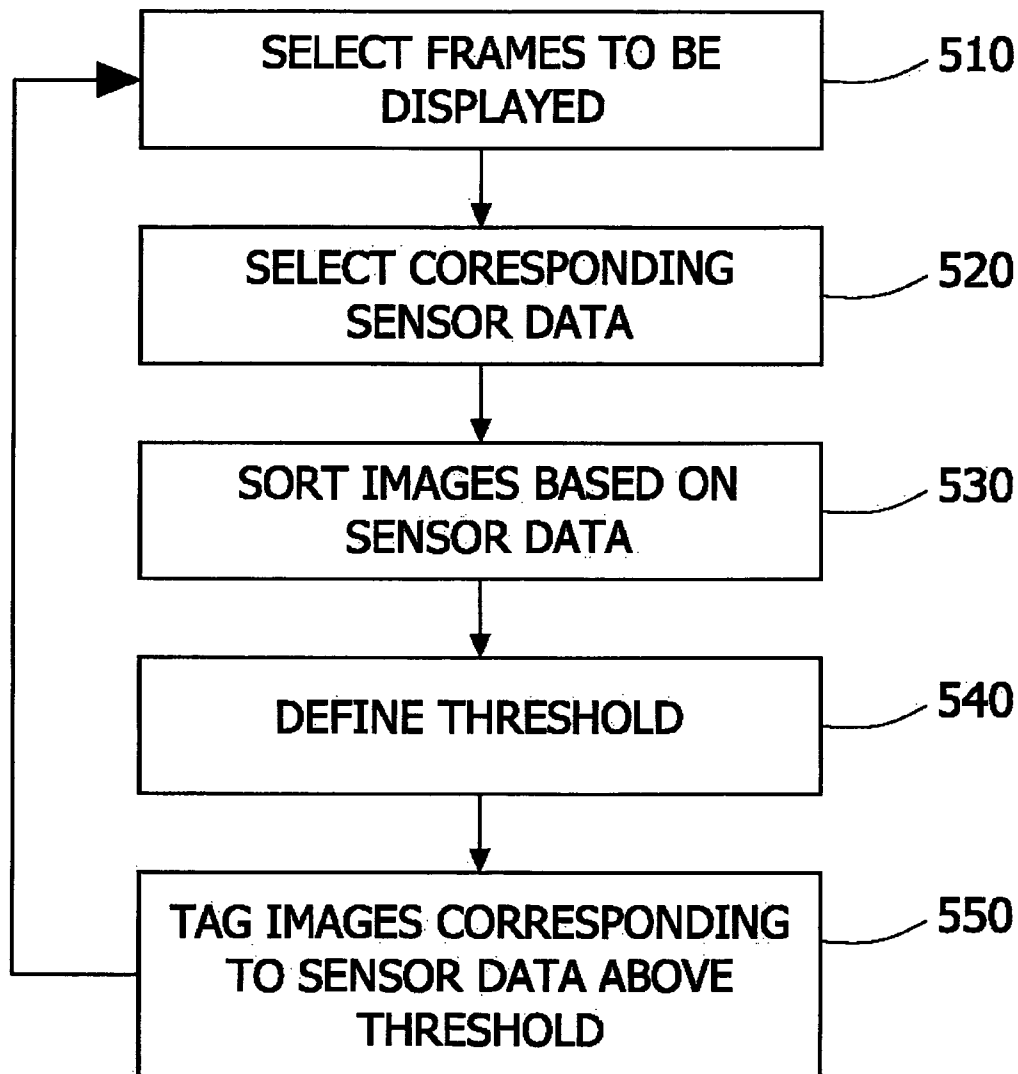 SELECT FRAMES TO BE
DISPLAYED
510
SELECT CORESPONDING
SENSOR DATA
520
SORT IMAGES BASED ON
SENSOR DATA
530
DEFINE THRESHOLD
540
TAG IMAGES CORRESPONDING
TO SENSOR DATA ABOVE
THRESHOLD
550